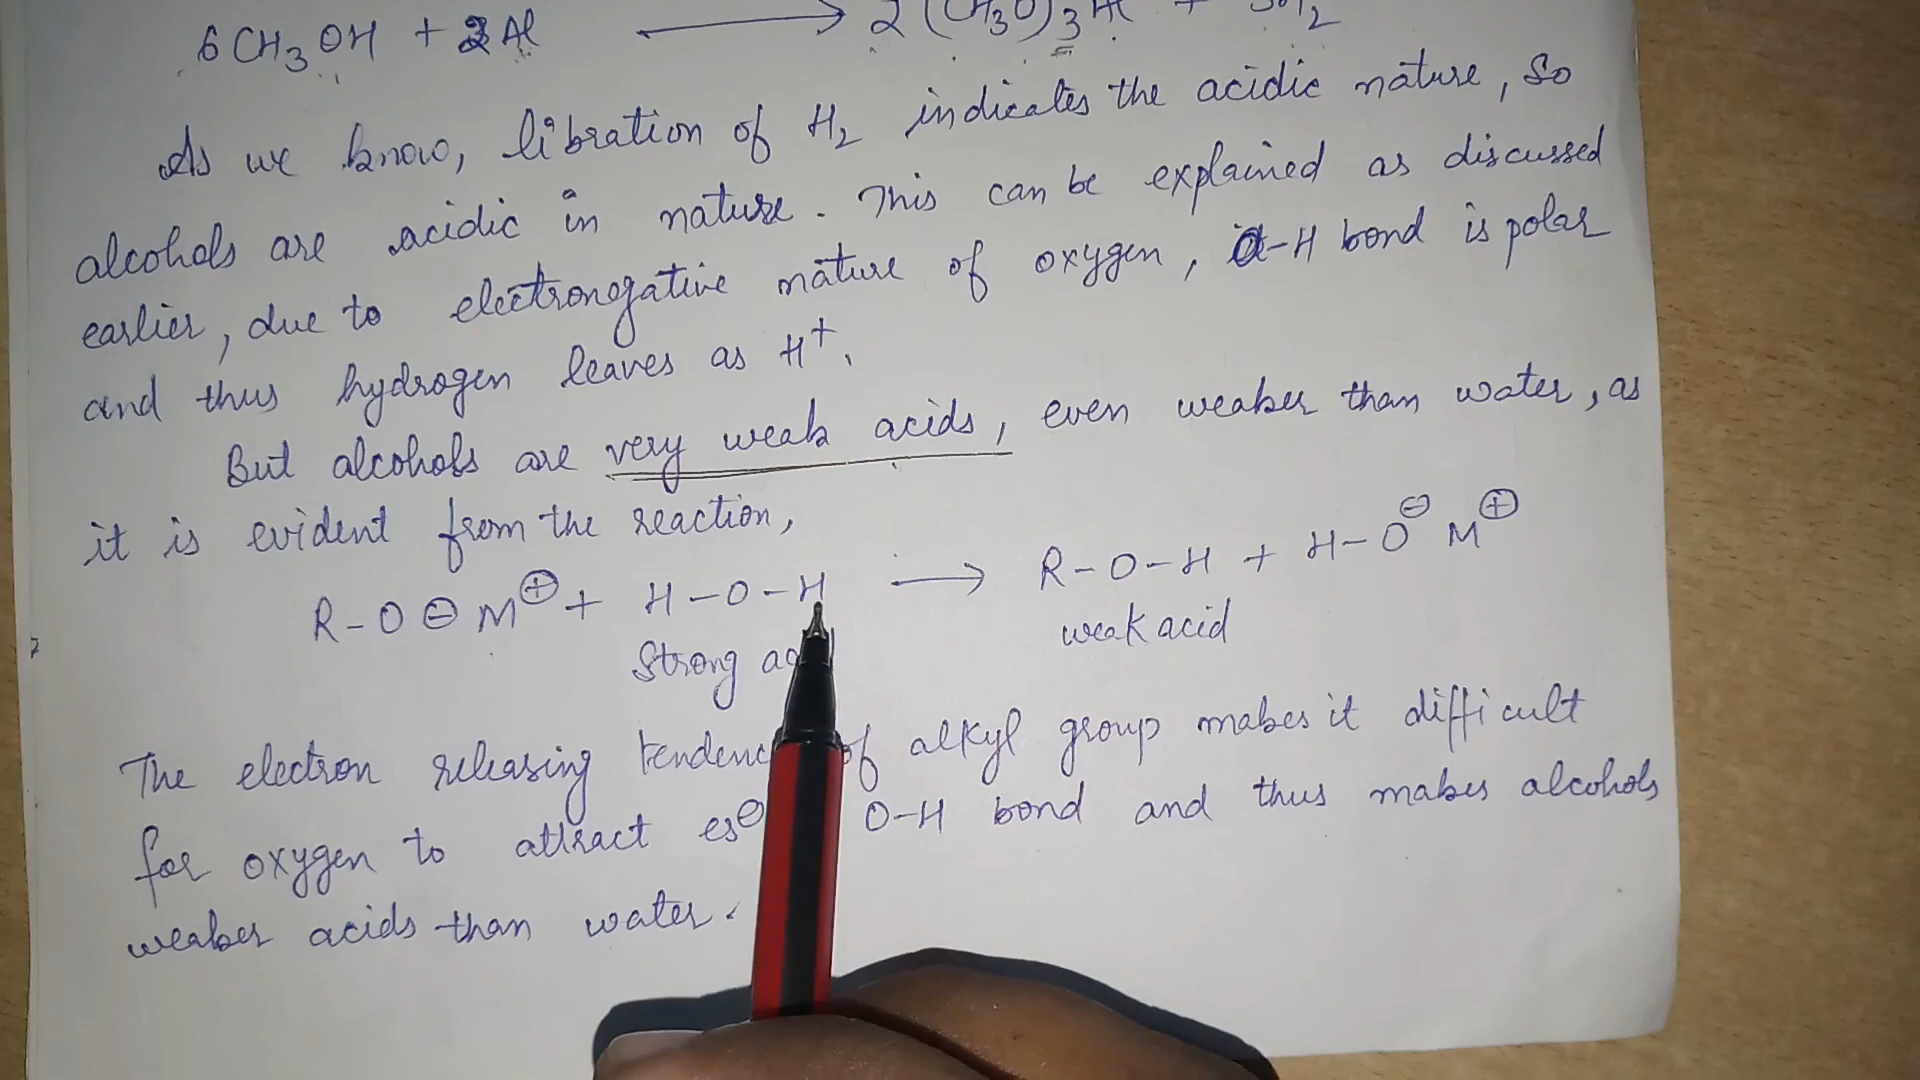 6CH₃OH + 2Al ⟶ 2(CH₃O)₃Al + 3H₂
As we know, libration of H₂ indicates the acidic nature, so
alcohols are acidic in nature. This can be explained as discussed
earlier, due to electronegative nature of oxygen, O-H bond is polar
and thus hydrogen leaves as H⁺.
But alcohols are very weak acids, even weaker than water, as
it is evident from the reaction,
R-O⊖ M⊕ + H-O-H ⟶ R-O-H + H-O⊖ M⊕
Strong weak acid
The electron releasing of alkyl group makes it difficult
for oxygen to attract es⊖ O-H bond and thus makes alcohols
weaker acids than water.